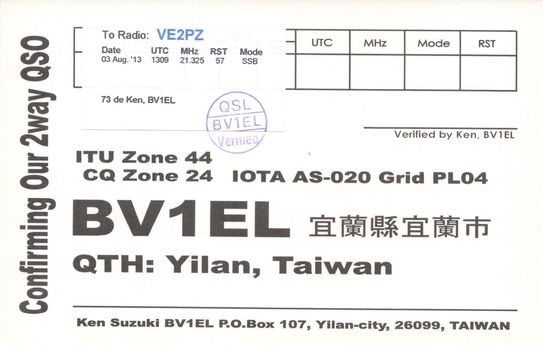 Confirming Our 2way QSO
To Radio: VE2PZ
Date UTC MHz RST Mode
03 Aug, '13 1309 21.325 57 SSB
73 de Ken, BV1EL
QSL
BV1EL
Verified
UTC MHz Mode RST
Verified by Ken, BV1EL
ITU Zone 44
CQ Zone 24 IOTA AS-020 Grid PL04
BV1EL 宜蘭縣宜蘭市
QTH: Yilan, Taiwan
Ken Suzuki BV1EL P.O.Box 107, Yilan-city, 26099, TAIWAN